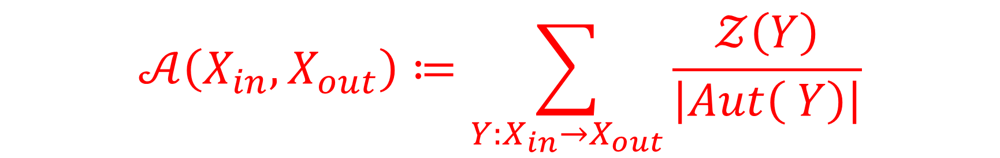 𝒜(X_in, X_out) ≔ ∑_{Y:X_in→X_out} 𝒵(Y) / |Aut( Y)|